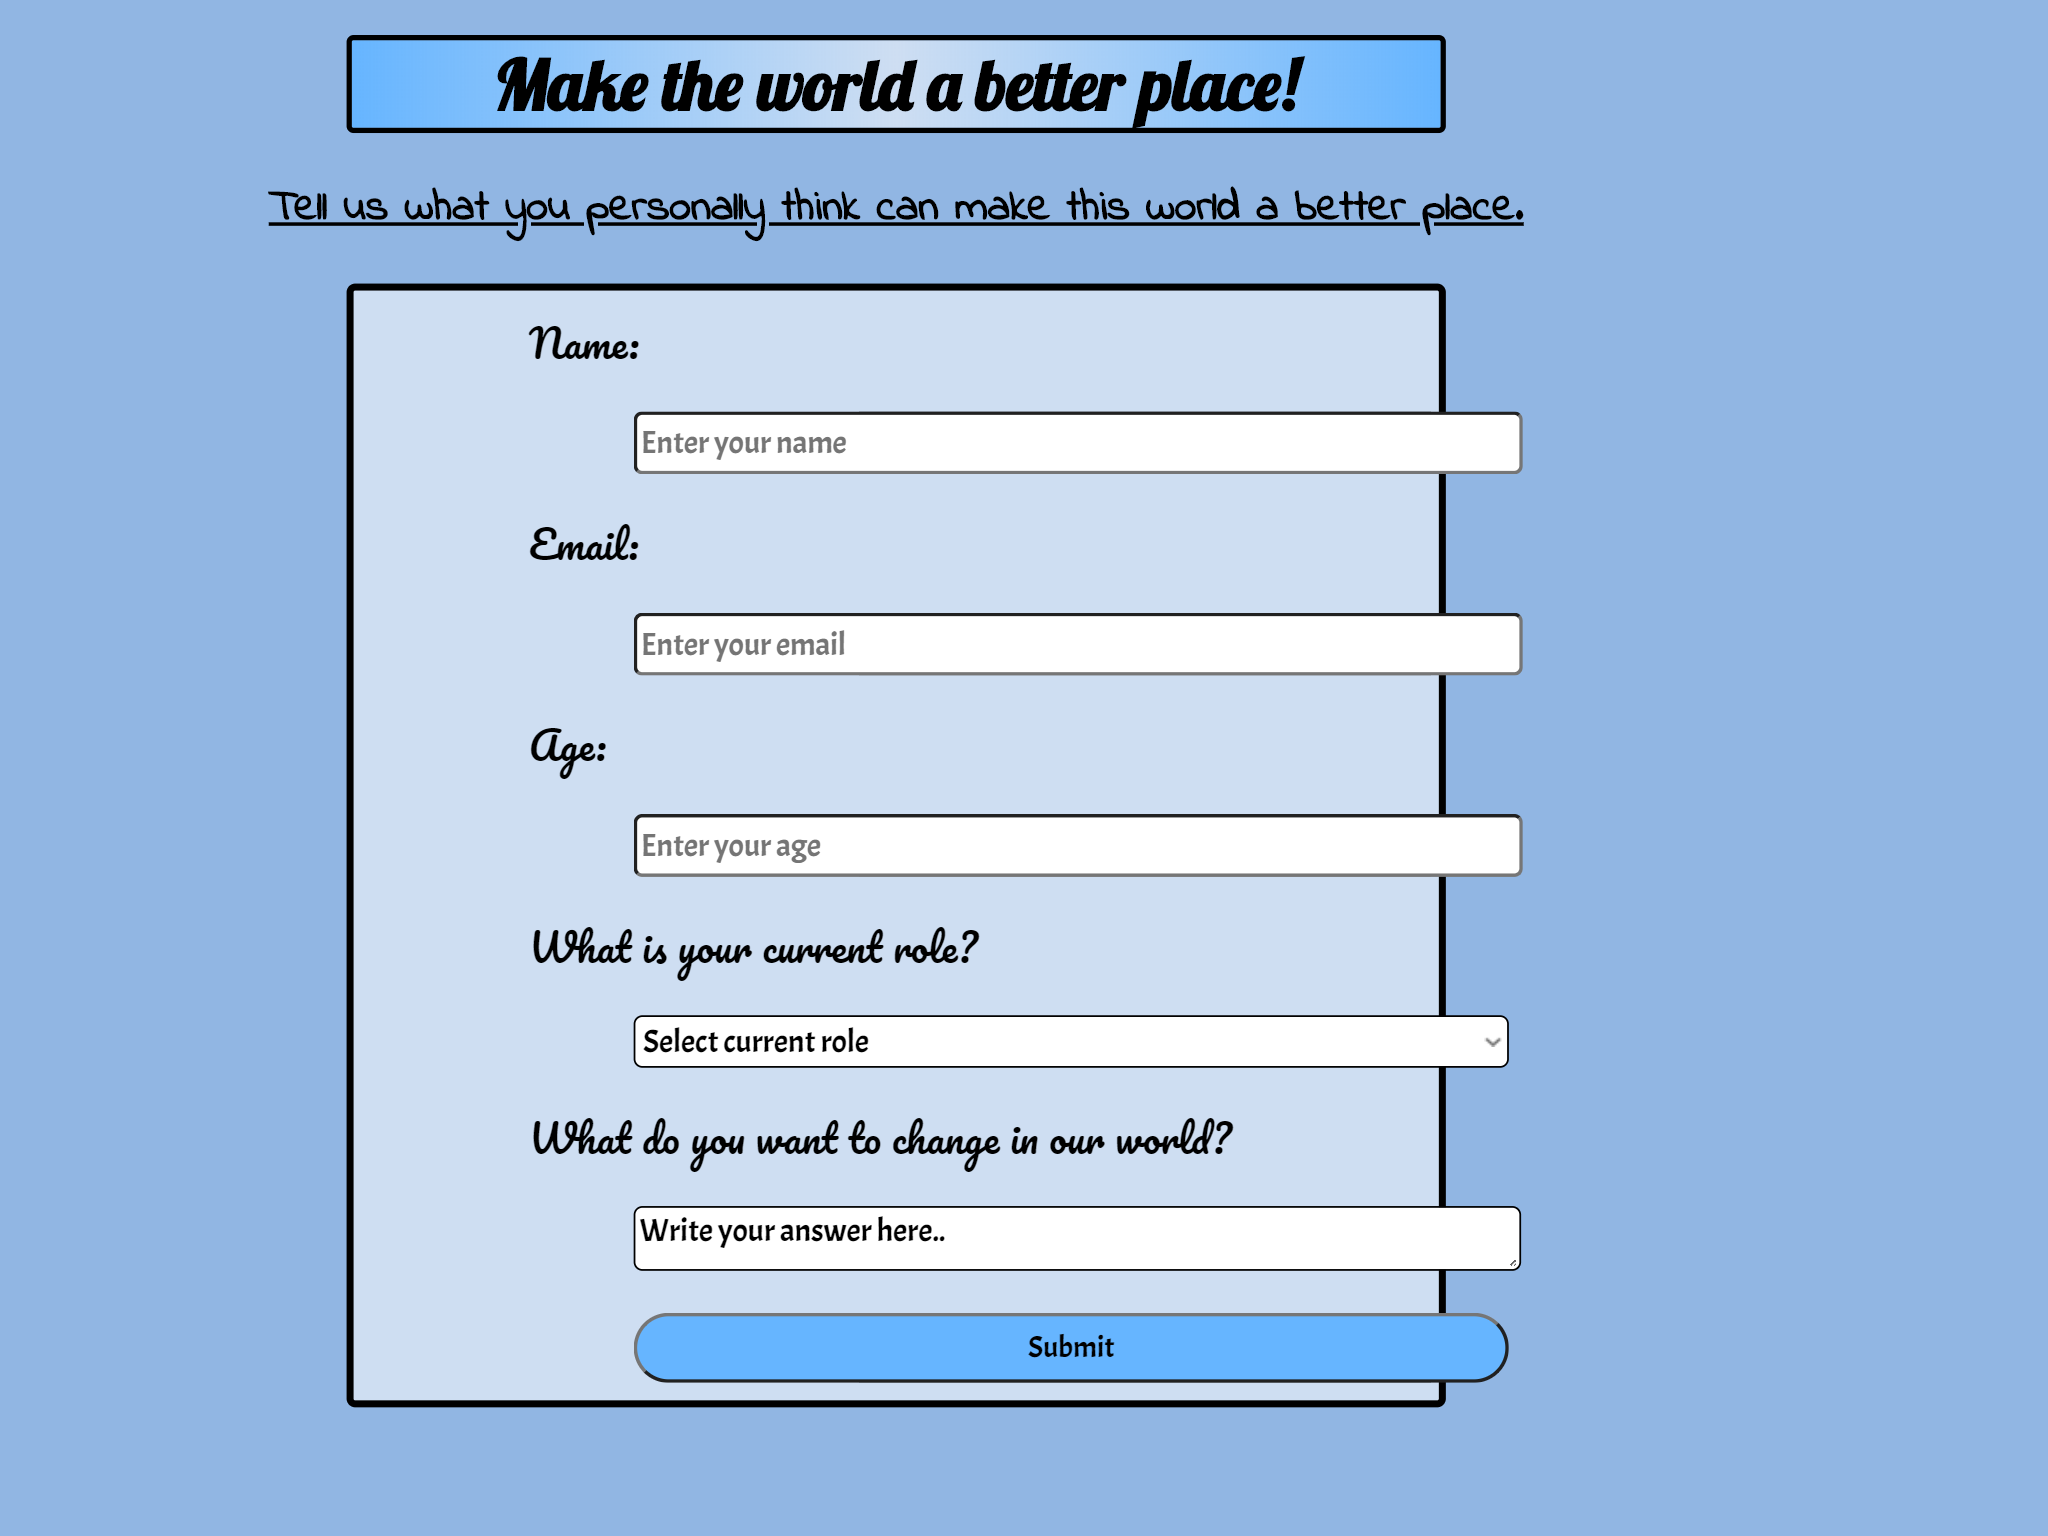 Make the world a better place!
Tell us what you personally think can make this world a better place.
Name:
Enter your name
Email:
Enter your email
Age:
Enter your age
What is your current role?
Select current role
What do you want to change in our world?
Write your answer here..
Submit